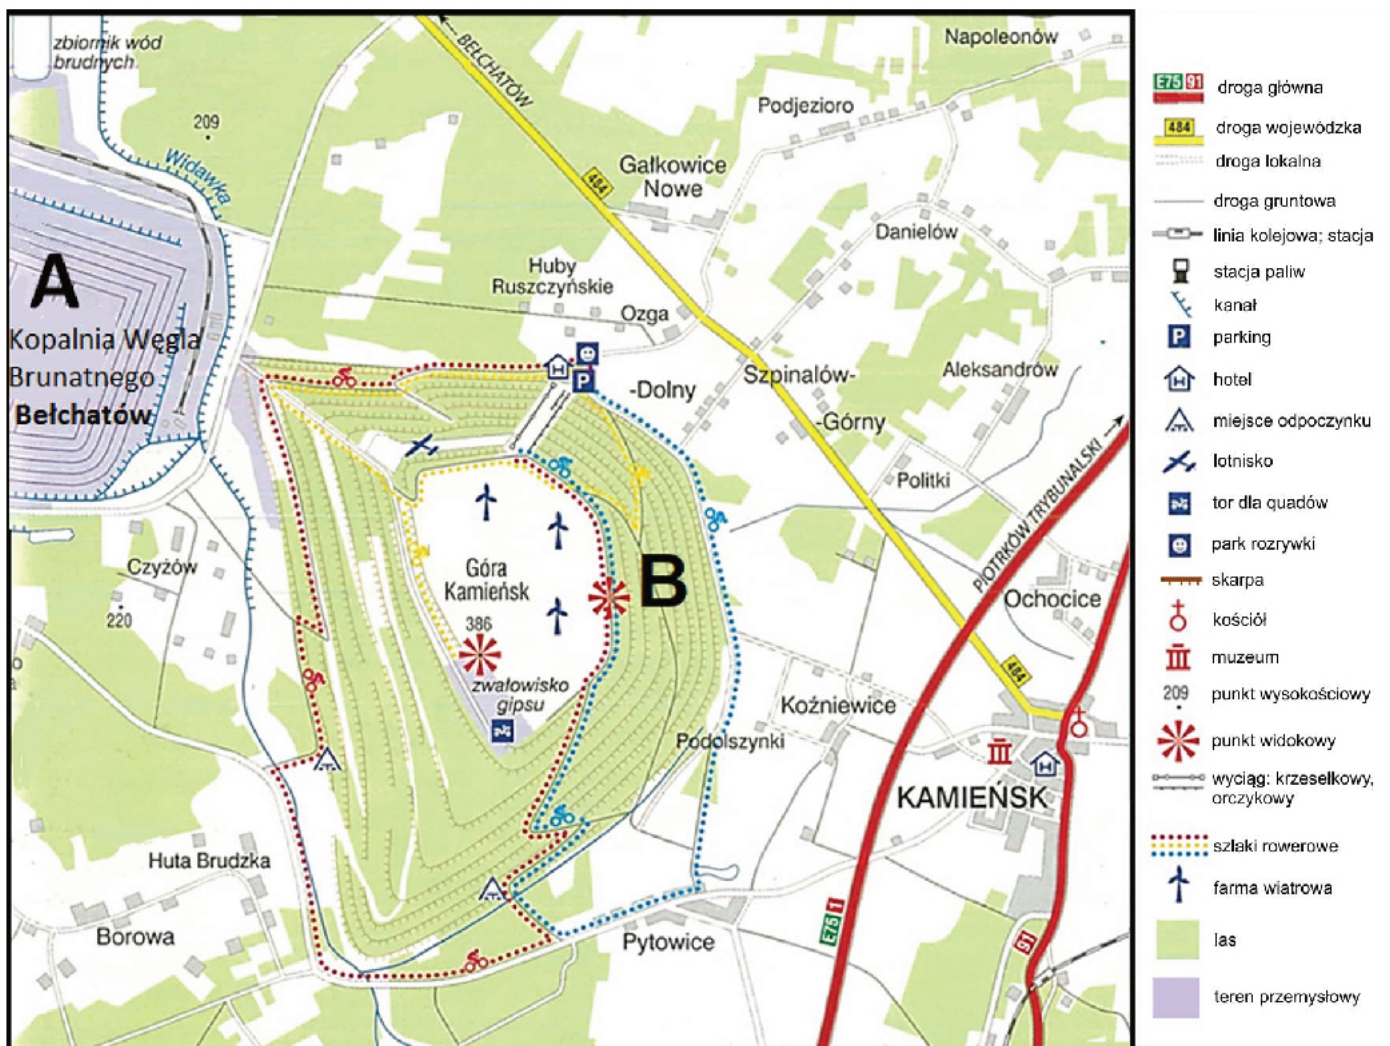 zbiornik wód
brudnych
209
Widawka
A
Kopalnia Węgla
Brunatnego
Bełchatów
Czyżów
220
BEŁCHATÓW
484
Napoleonów
Podjezioro
Gałkowice
Nowe
Danielów
Huby
Ruszczyńskie
Ozga
-Dolny
Szpinalów-
-Górny
Aleksandrów
Politki
PIOTRKÓW TRYBUNALSKI
Ochocice
Góra
Kamieńsk
386
B
zwałowisko
gipsu
Podolszynki
Koźniewice
484
KAMIEŃSK
Huta Brudzka
Borowa
Pytowice
E75 1
91
E75 91 droga główna
484 droga wojewódzka
droga lokalna
droga gruntowa
linia kolejowa; stacja
stacja paliw
kanał
P parking
H hotel
miejsce odpoczynku
lotnisko
tor dla quadów
park rozrywki
skarpa
kościół
muzeum
209 punkt wysokościowy
punkt widokowy
wyciąg: krzesełkowy,
orczykowy
szlaki rowerowe
farma wiatrowa
las
teren przemysłowy